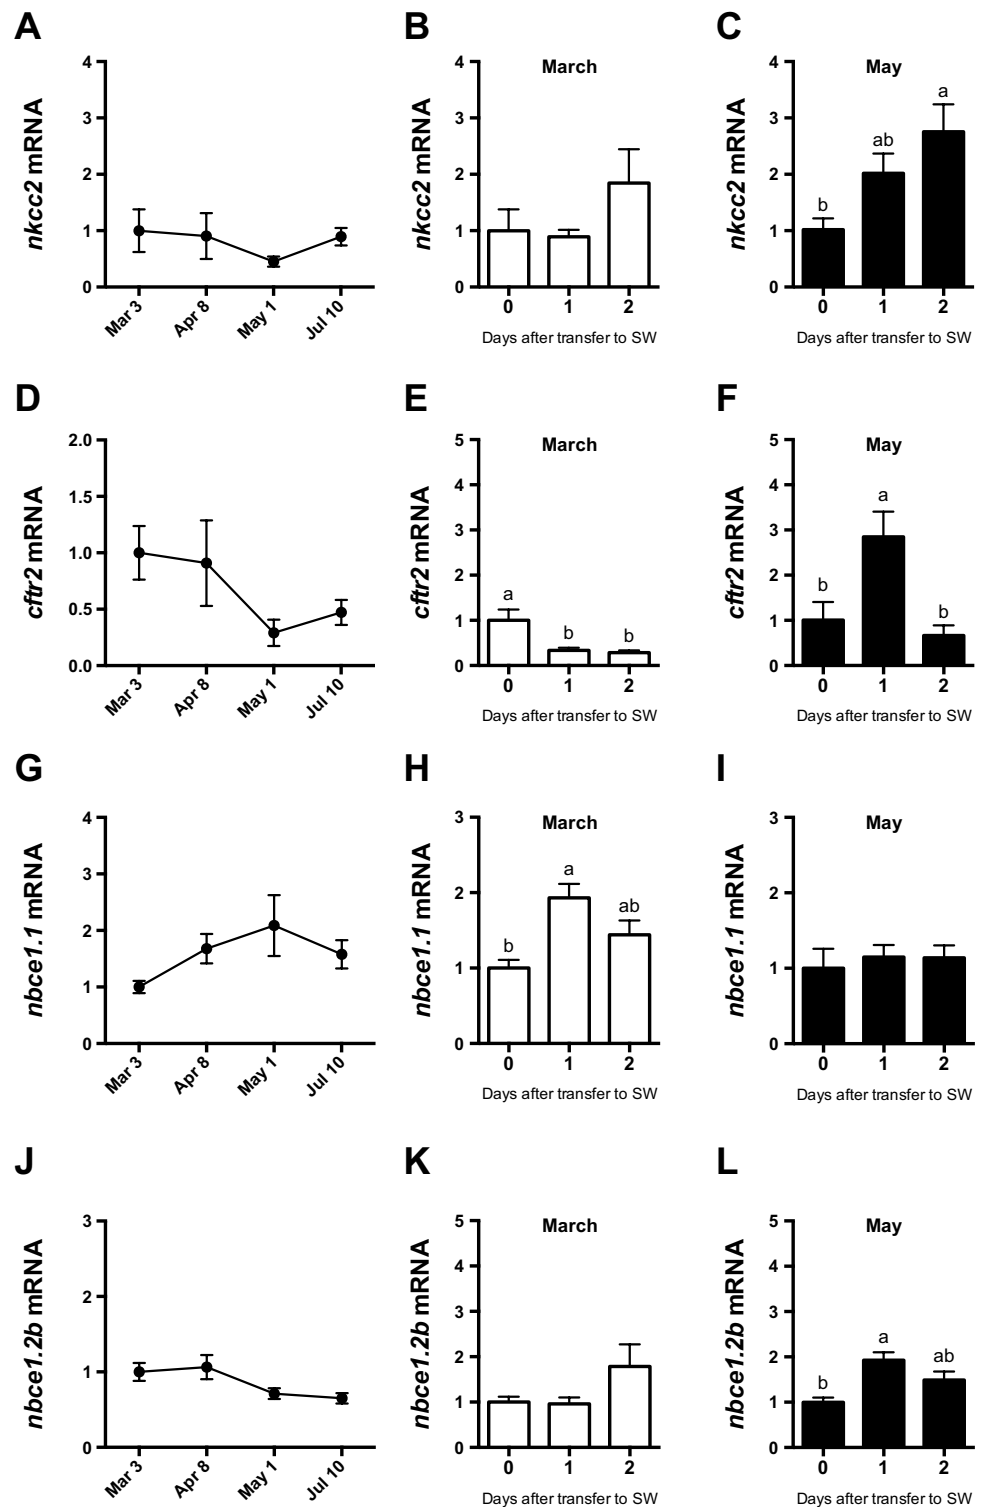 A
B
C
nkcc2 mRNA
4
3
2
1
0
Mar 3
Apr 8
May 1
Jul 10
nkcc2 mRNA
March
4
3
2
1
0
0
1
2
Days after transfer to SW
nkcc2 mRNA
May
4
3
2
1
0
b
ab
a
0
1
2
Days after transfer to SW
D
E
F
cftr2 mRNA
2.0
1.5
1.0
0.5
0.0
Mar 3
Apr 8
May 1
Jul 10
cftr2 mRNA
March
5
4
3
2
1
0
a
b
b
0
1
2
Days after transfer to SW
cftr2 mRNA
May
5
4
3
2
1
0
b
a
b
0
1
2
Days after transfer to SW
G
H
I
nbce1.1 mRNA
4
3
2
1
0
Mar 3
Apr 8
May 1
Jul 10
nbce1.1 mRNA
March
3
2
1
0
b
a
ab
0
1
2
Days after transfer to SW
nbce1.1 mRNA
May
3
2
1
0
0
1
2
Days after transfer to SW
J
K
L
nbce1.2b mRNA
3
2
1
0
Mar 3
Apr 8
May 1
Jul 10
nbce1.2b mRNA
March
5
4
3
2
1
0
0
1
2
Days after transfer to SW
nbce1.2b mRNA
May
5
4
3
2
1
0
b
a
ab
0
1
2
Days after transfer to SW